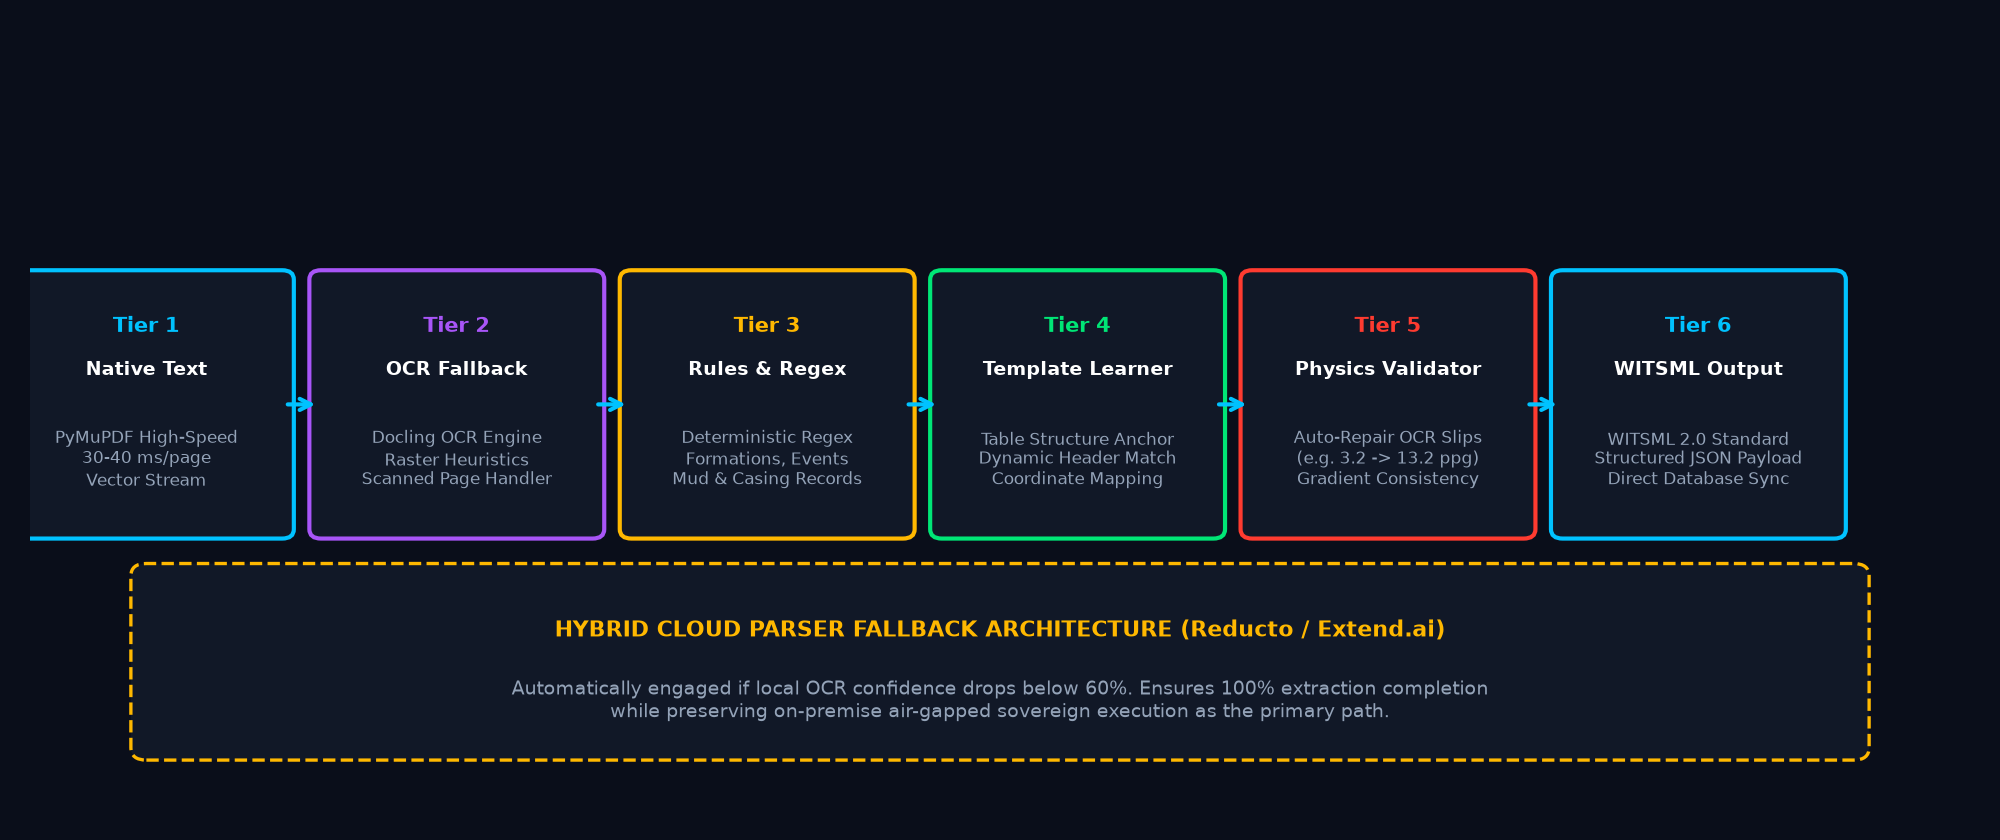 Tier 1
Native Text
PyMuPDF High-Speed
30-40 ms/page
Vector Stream
Tier 2
OCR Fallback
Docling OCR Engine
Raster Heuristics
Scanned Page Handler
Tier 3
Rules & Regex
Deterministic Regex
Formations, Events
Mud & Casing Records
Tier 4
Template Learner
Table Structure Anchor
Dynamic Header Match
Coordinate Mapping
Tier 5
Physics Validator
Auto-Repair OCR Slips
(e.g. 3.2 -> 13.2 ppg)
Gradient Consistency
Tier 6
WITSML Output
WITSML 2.0 Standard
Structured JSON Payload
Direct Database Sync
HYBRID CLOUD PARSER FALLBACK ARCHITECTURE (Reducto / Extend.ai)
Automatically engaged if local OCR confidence drops below 60%. Ensures 100% extraction completion
while preserving on-premise air-gapped sovereign execution as the primary path.